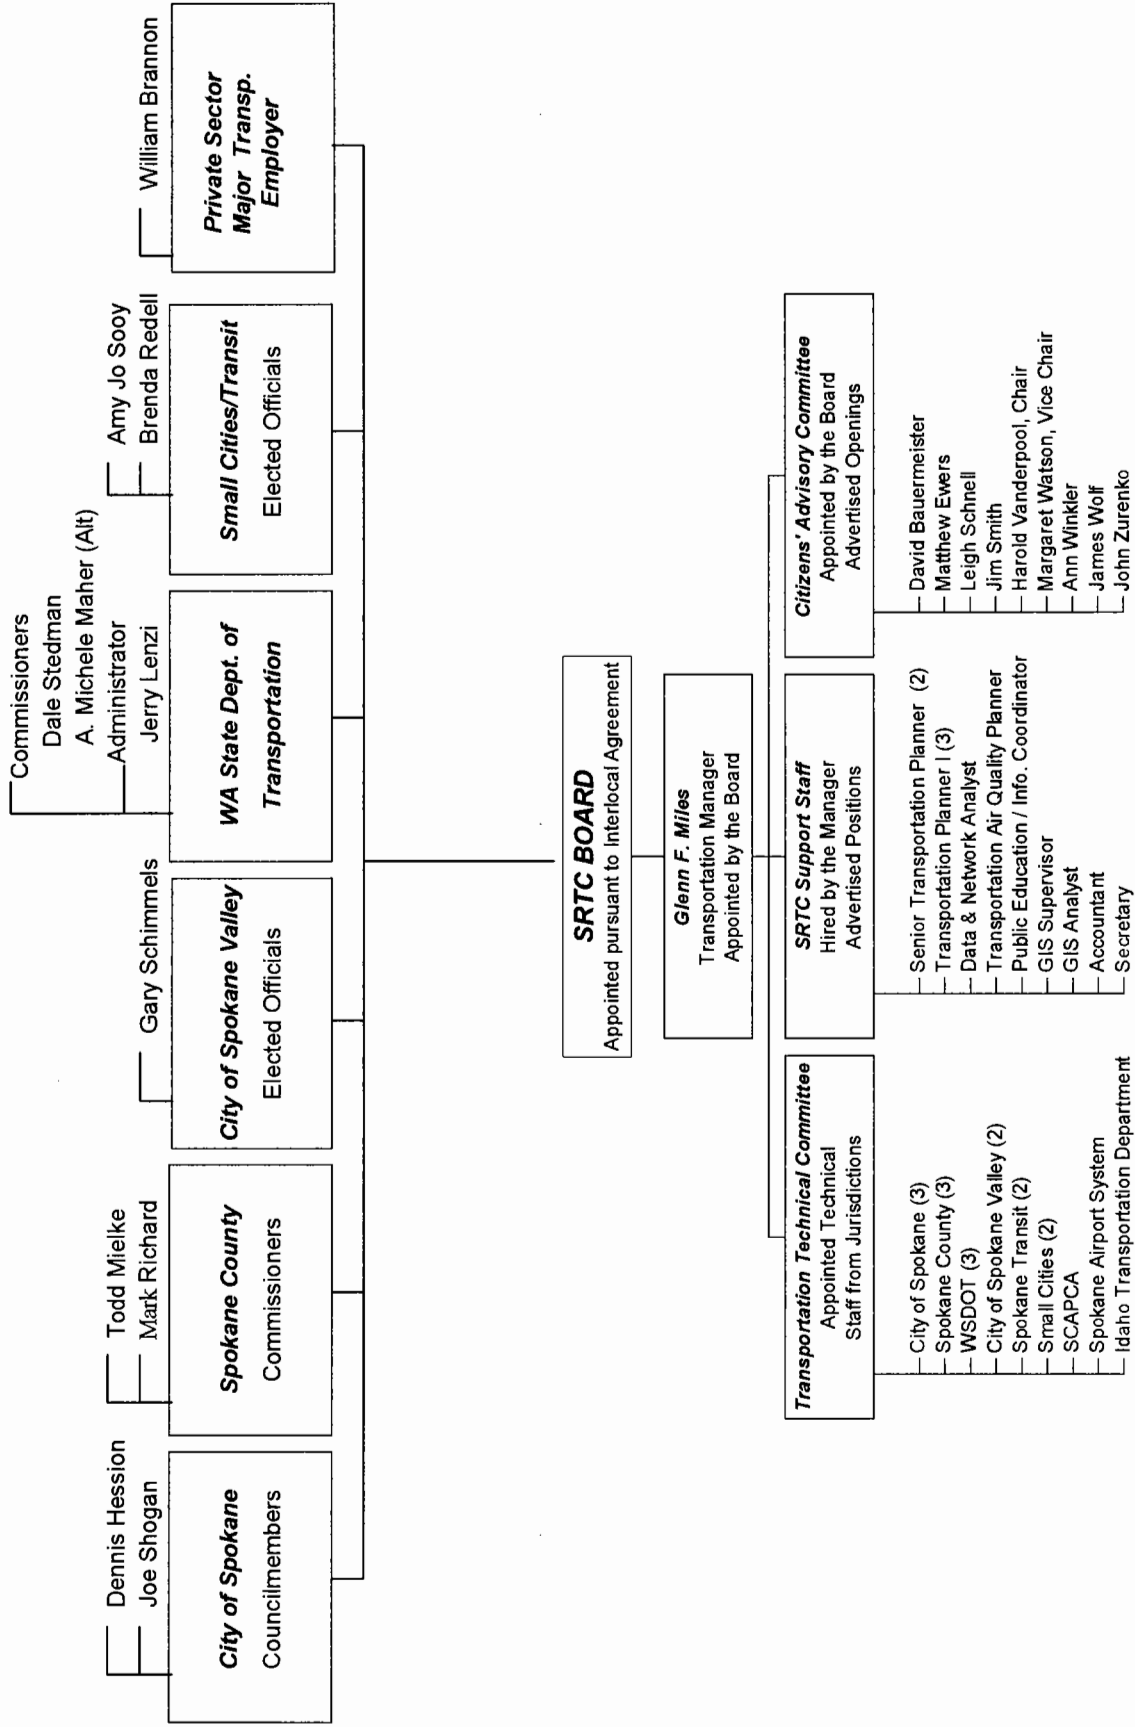 Dennis Hession
Joe Shogan
City of Spokane
Councilmembers
Todd Mielke
Mark Richard
Spokane County
Commissioners
Gary Schimmels
City of Spokane Valley
Elected Officials
Commissioners
Dale Stedman
A. Michele Maher (Alt)
Administrator
Jerry Lenzi
WA State Dept. of
Transportation
Amy Jo Sooy
Brenda Redell
Small Cities/Transit
Elected Officials
William Brannon
Private Sector
Major Transp.
Employer
SRTC BOARD
Appointed pursuant to Interlocal Agreement
Glenn F. Miles
Transportation Manager
Appointed by the Board
Transportation Technical Committee
Appointed Technical
Staff from Jurisdictions
City of Spokane (3)
Spokane County (3)
WSDOT (3)
City of Spokane Valley (2)
Spokane Transit (2)
Small Cities (2)
SCAPCA
Spokane Airport System
Idaho Transportation Department
SRTC Support Staff
Hired by the Manager
Advertised Positions
Senior Transportation Planner (2)
Transportation Planner I (3)
Data & Network Analyst
Transportation Air Quality Planner
Public Education / Info. Coordinator
GIS Supervisor
GIS Analyst
Accountant
Secretary
Citizens' Advisory Committee
Appointed by the Board
Advertised Openings
David Bauermeister
Matthew Ewers
Leigh Schnell
Jim Smith
Harold Vanderpool, Chair
Margaret Watson, Vice Chair
Ann Winkler
James Wolf
John Zurenko